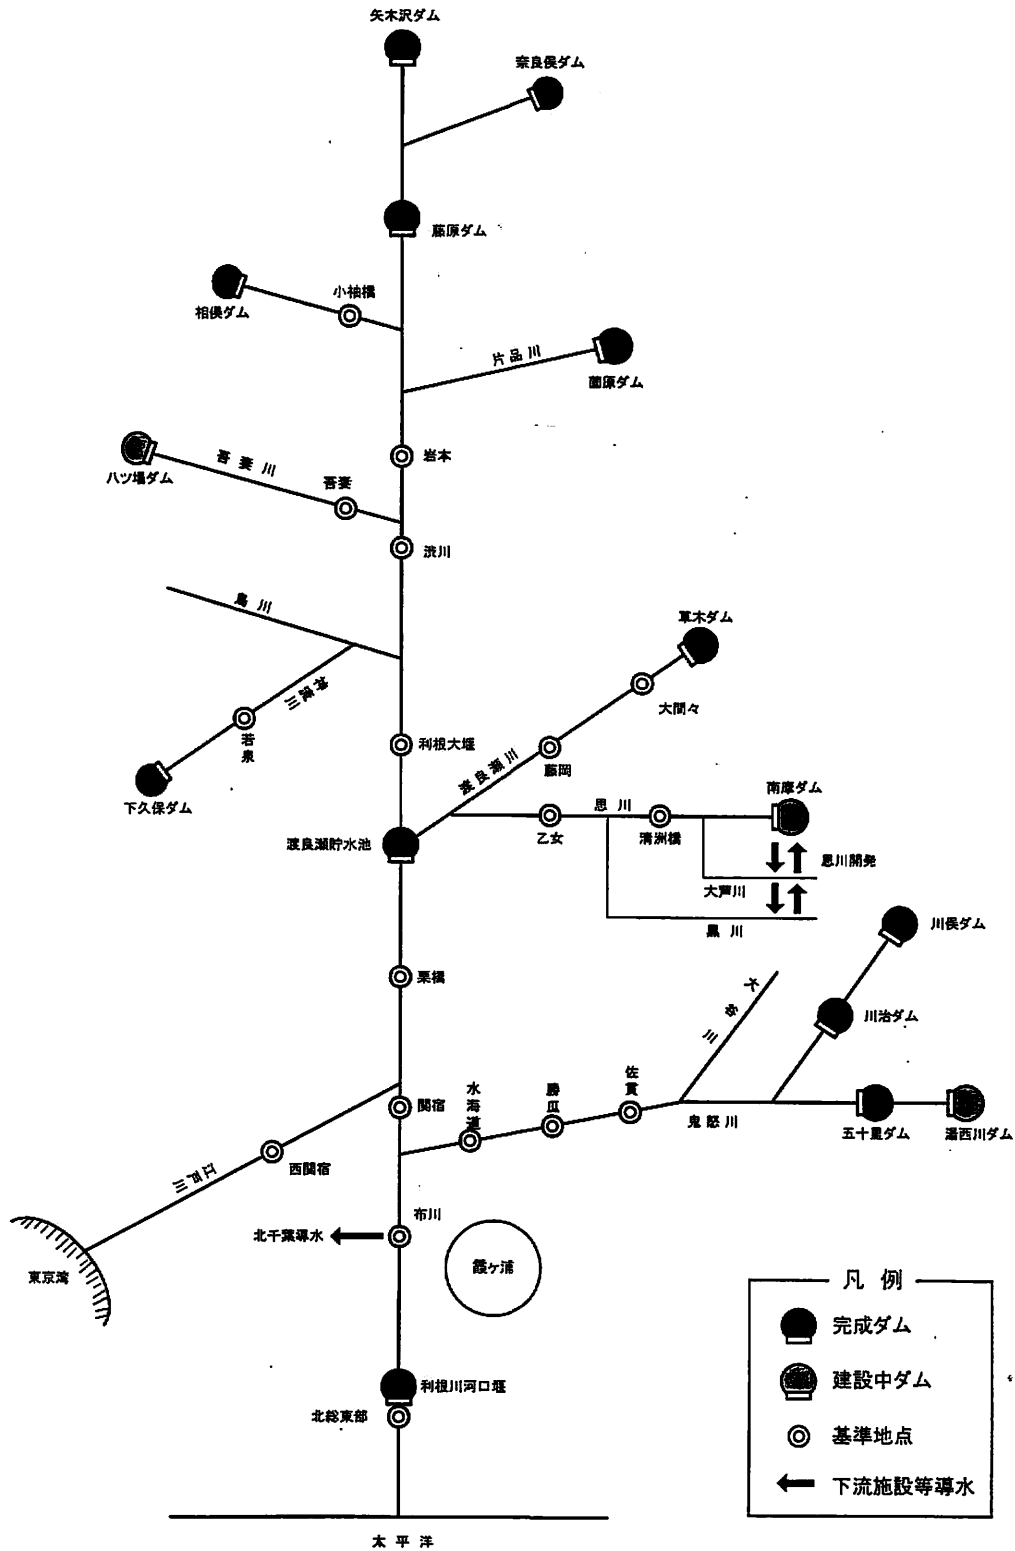 矢木沢ダム
奈良俣ダム
藤原ダム
相俣ダム
小袖橋
片品川
薗原ダム
岩本
八ツ場ダム
吾妻川
吾妻
渋川
烏川
神流川
若泉
下久保ダム
草木ダム
大間々
利根大堰
渡良瀬川
藤岡
南摩ダム
思川
乙女
清洲橋
渡良瀬貯水池
思川開発
大芦川
黒川
川俣ダム
栗橋
大谷川
川治ダム
関宿
水海道
勝瓜
佐貫
鬼怒川
五十里ダム
湯西川ダム
西関宿
江戸川
布川
北千葉導水
霞ヶ浦
東京湾
利根川河口堰
北総東部
太平洋
凡例
完成ダム
建設中ダム
基準地点
下流施設等導水